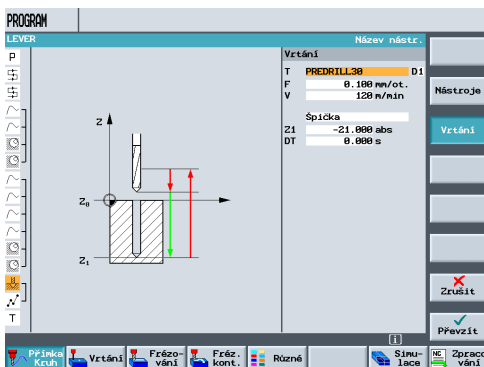 PROGRAM
LEVER
Název nástr.
P
T
Vrtání
T PREDRILL30 D1
F 0.100 mm/ot.
V 120 m/min
Špička
Z1 -21.000 abs
DT 0.000 s
Z
Z0
Z1
Nástroje
Vrtání
Zrušit
Převzít
i
Přímka
Kruh
Vrtání
Frézo-
vání
Fréz.
kont.
Různé
Simu-
lace
NC
Zpraco
vání